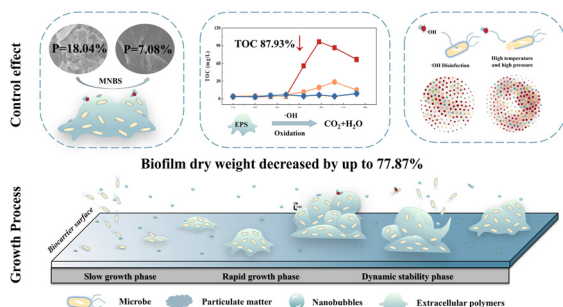 Control effect
P=18.04%
P=7.08%
MNBS
TOC 87.93%
TOC (mg/L)
EPS
·OH
Oxidation
CO2+H2O
·OH
·OH Disinfection
High temperature
and high pressure
Biofilm dry weight decreased by up to 77.87%
Growth Process
Biocarrier surface
Slow growth phase
Rapid growth phase
Dynamic stability phase
Microbe
Particulate matter
Nanobubbles
Extracellular polymers